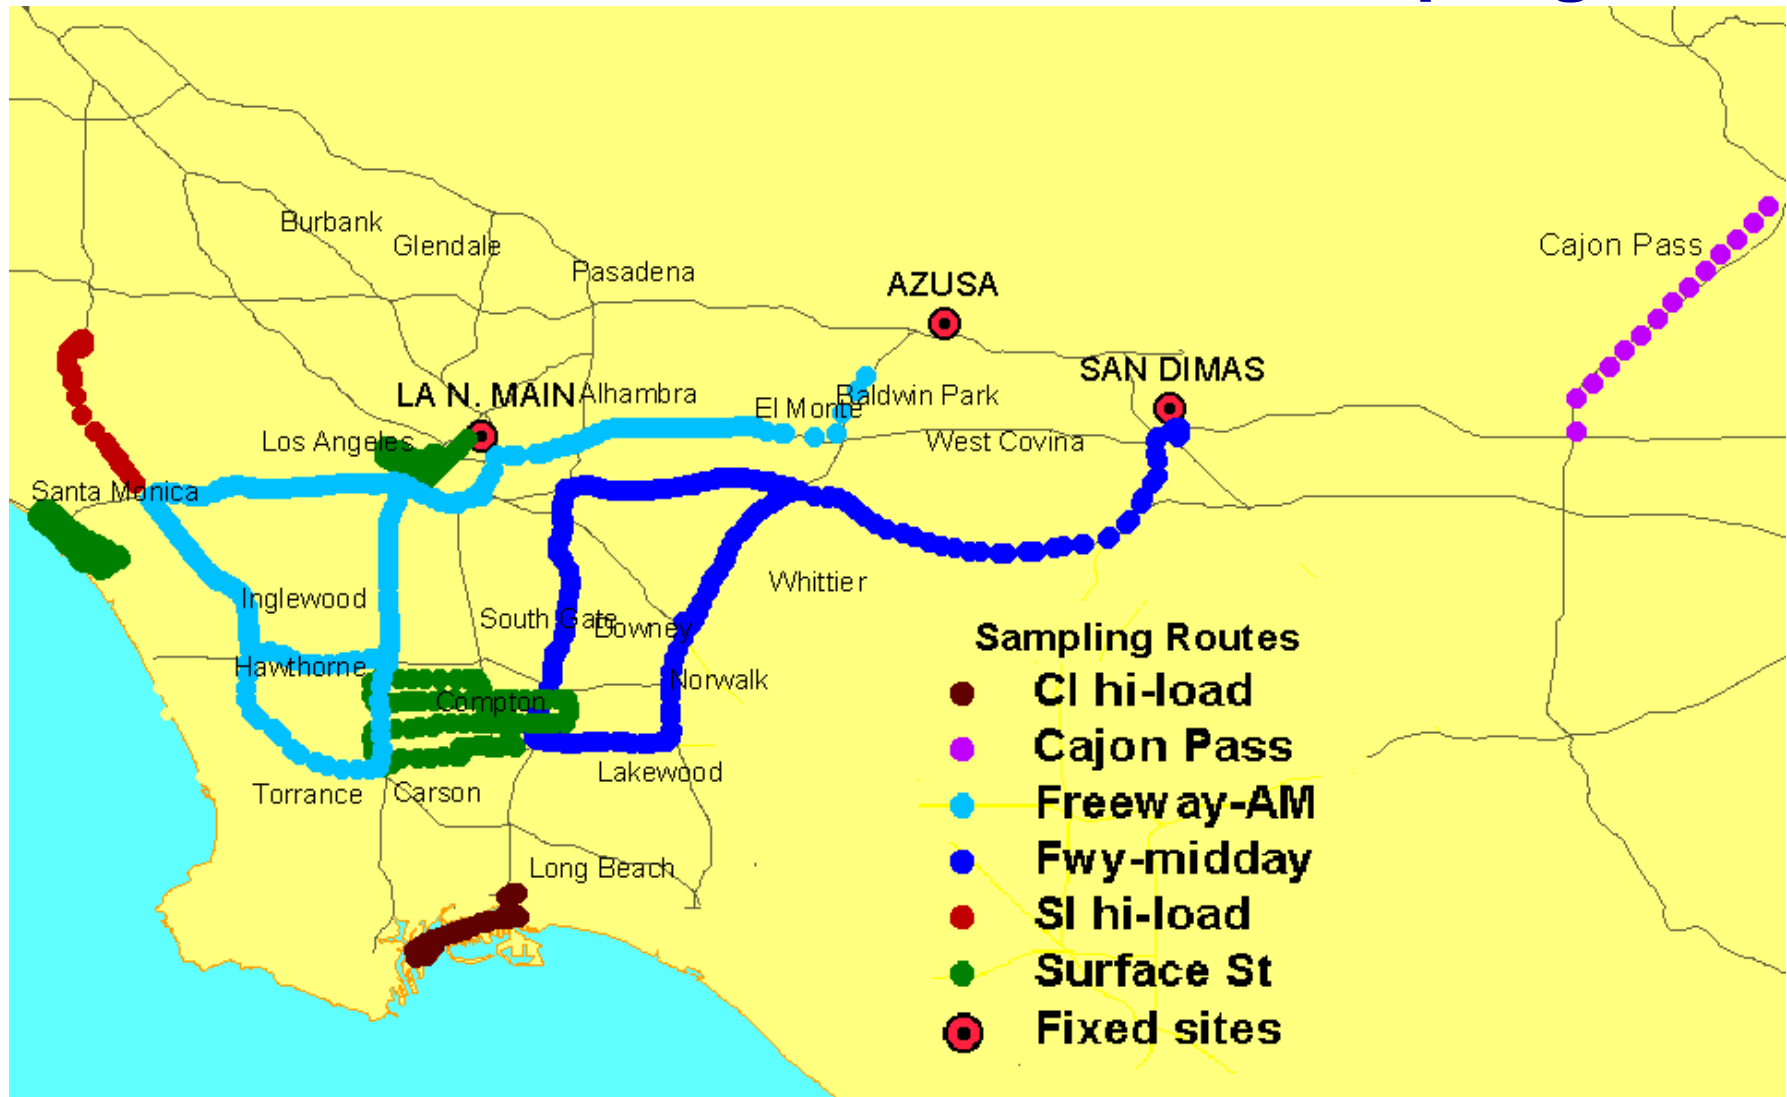 Burbank
Glendale
Cajon Pass
Pasadena
AZUSA
SAN DIMAS
LA N. MAIN
Alhambra
Baldwin Park
El Monte
Los Angeles
West Covina
Santa Monica
Whittier
Inglewood
South Gate
Downey
Hawthorne
Norwalk
Compton
Lakewood
Torrance
Carson
Long Beach
Sampling Routes
CI hi-load
Cajon Pass
Freeway-AM
Fwy-midday
SI hi-load
Surface St
Fixed sites